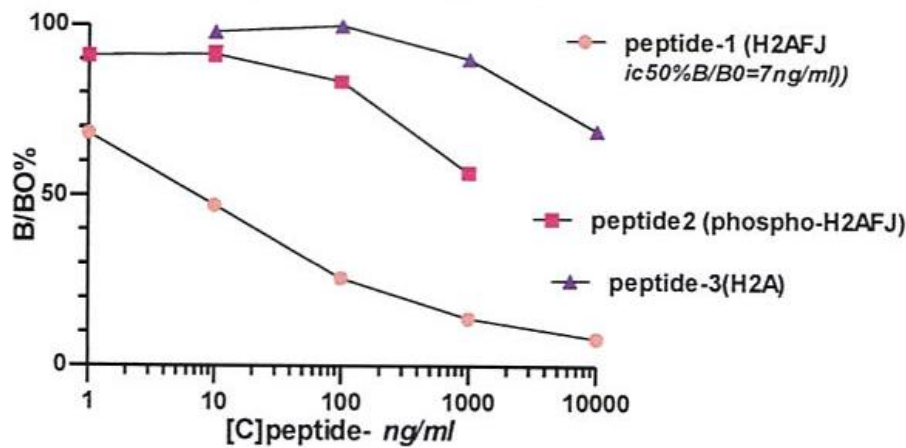 100
50
0
B/BO%
1 10 100 1000 10000
[C]peptide- ng/ml
peptide-1 (H2AFJ
ic50%B/B0=7ng/ml))
peptide2 (phospho-H2AFJ)
peptide-3(H2A)